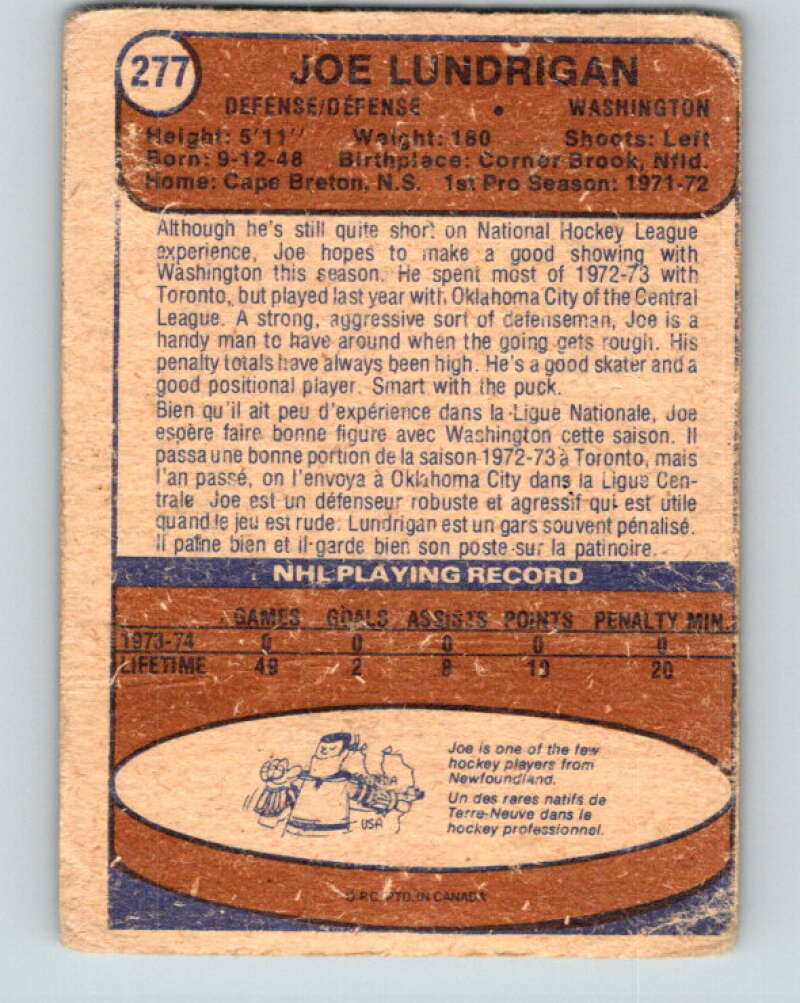 277
JOE LUNDRIGAN
DEFENSE/DÉFENSE • WASHINGTON
Height: 5'11" Weight: 180 Shoots: Left
Born: 9-12-48 Birthplace: Corner Brook, Nfld.
Home: Cape Breton, N.S. 1st Pro Season: 1971-72
Although he's still quite short on National Hockey League
experience, Joe hopes to make a good showing with
Washington this season. He spent most of 1972-73 with
Toronto, but played last year with Oklahoma City of the Central
League. A strong, aggressive sort of defenseman, Joe is a
handy man to have around when the going gets rough. His
penalty totals have always been high. He's a good skater and a
good positional player. Smart with the puck.
Bien qu'il ait peu d'expérience dans la Ligue Nationale, Joe
espère faire bonne figure avec Washington cette saison. Il
passa une bonne portion de la saison 1972-73 à Toronto, mais
l'an passé, on l'envoya à Oklahoma City dans la Ligue Cen-
trale. Joe est un défenseur robuste et agressif qui est utile
quand le jeu est rude. Lundrigan est un gars souvent pénalisé.
Il patine bien et il garde bien son poste sur la patinoire.
NHL PLAYING RECORD
GAMES GOALS ASSISTS POINTS PENALTY MIN.
1973-74 0 0 0 0 0
LIFETIME 49 2 8 10 20
Joe is one of the few
hockey players from
Newfoundland.
Un des rares natifs de
Terre-Neuve dans le
hockey professionnel.
USA
O.P.C. PTD. IN CANADA